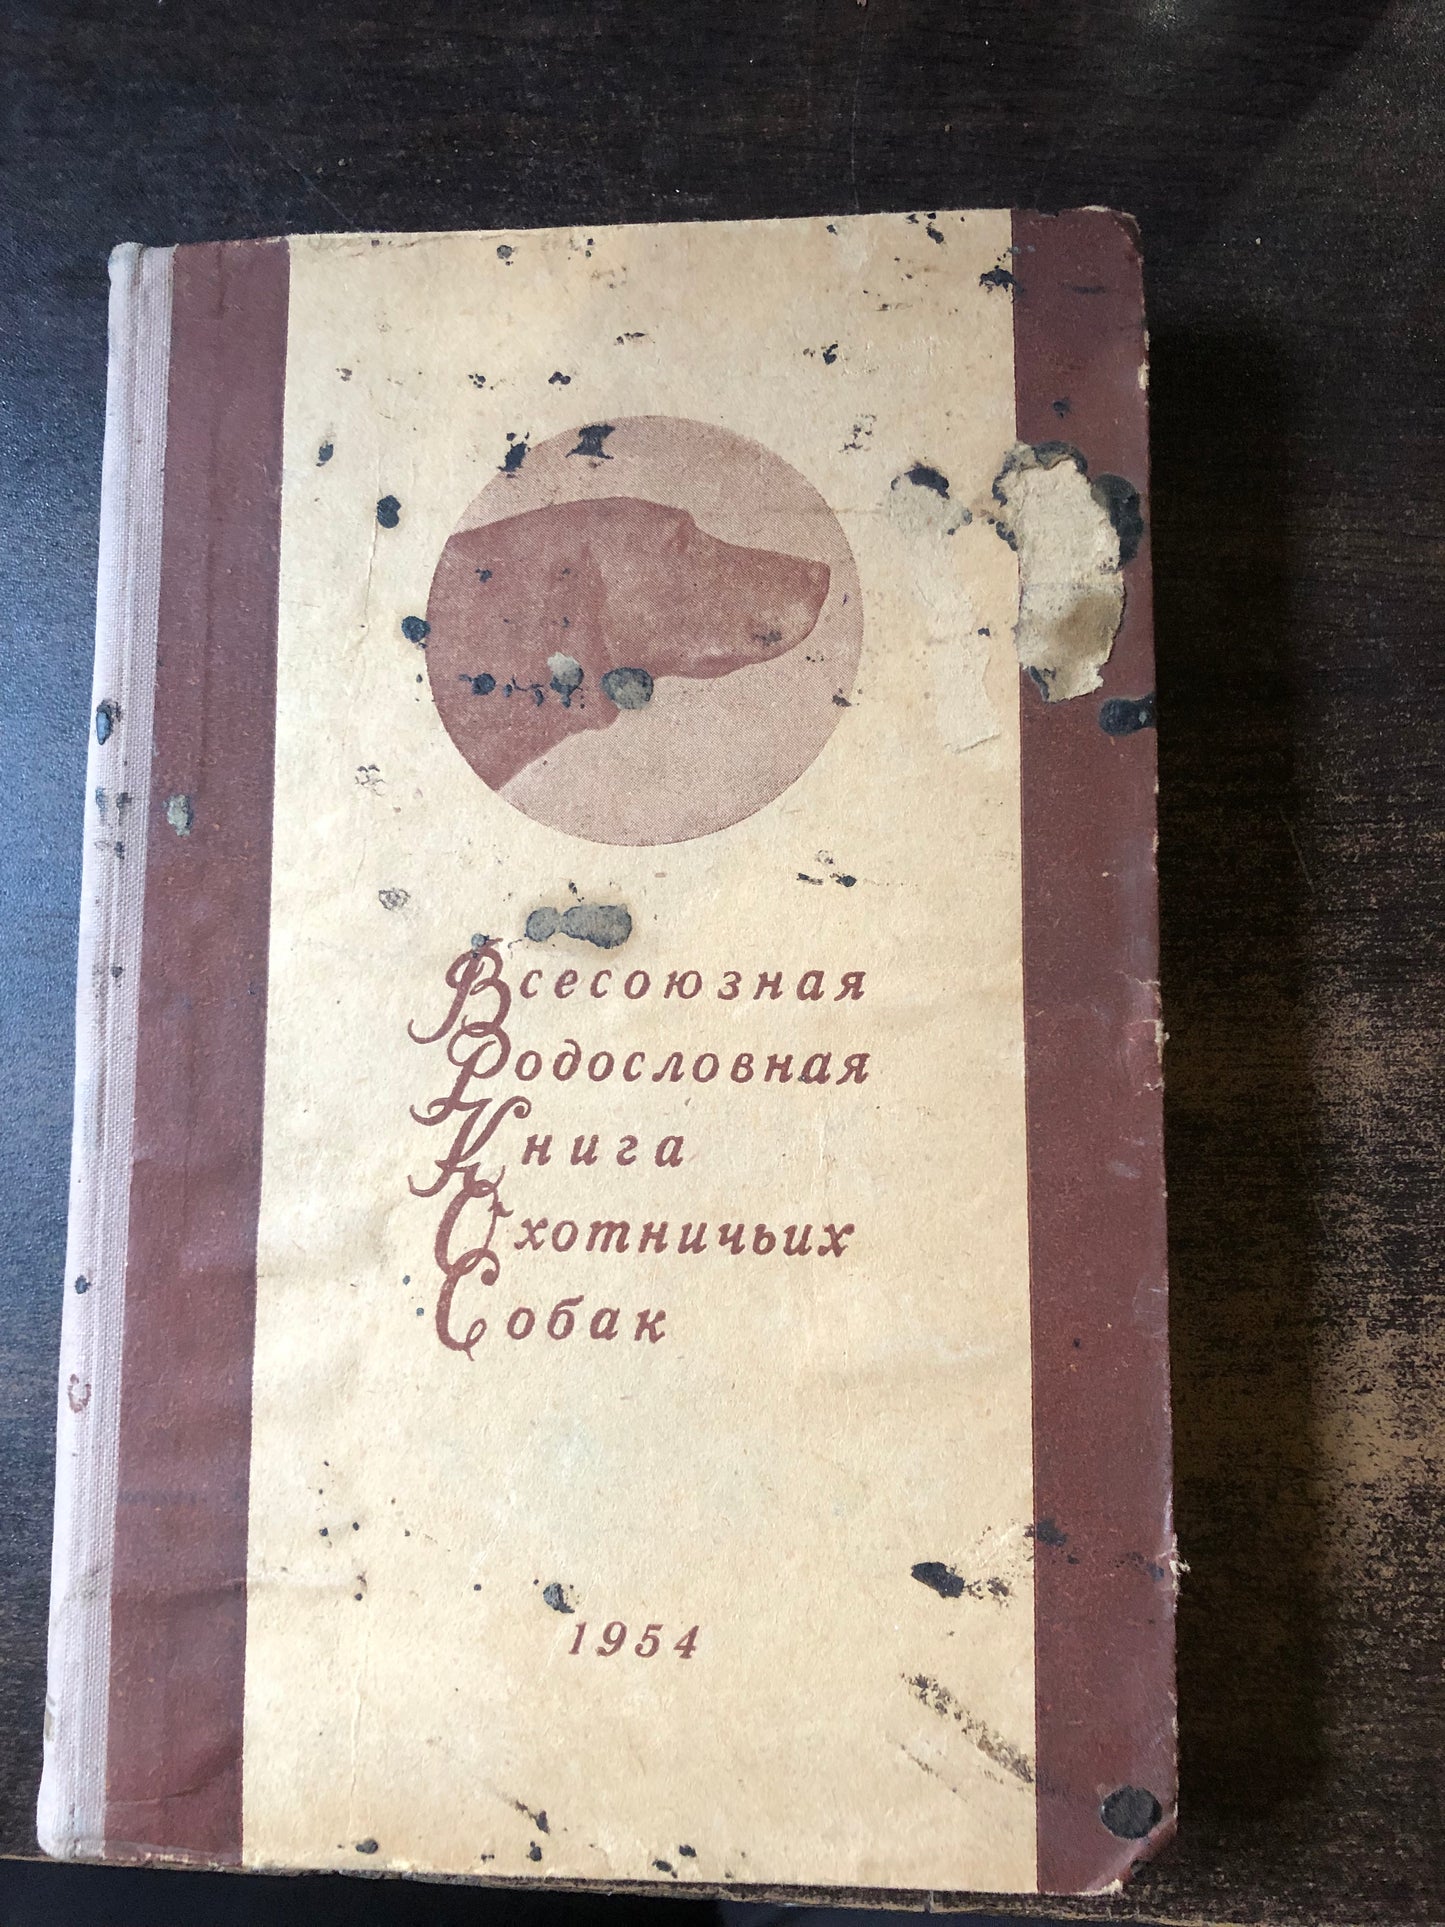 Всесоюзная
Родословная
Книга
Охотничьих
Собак
1954